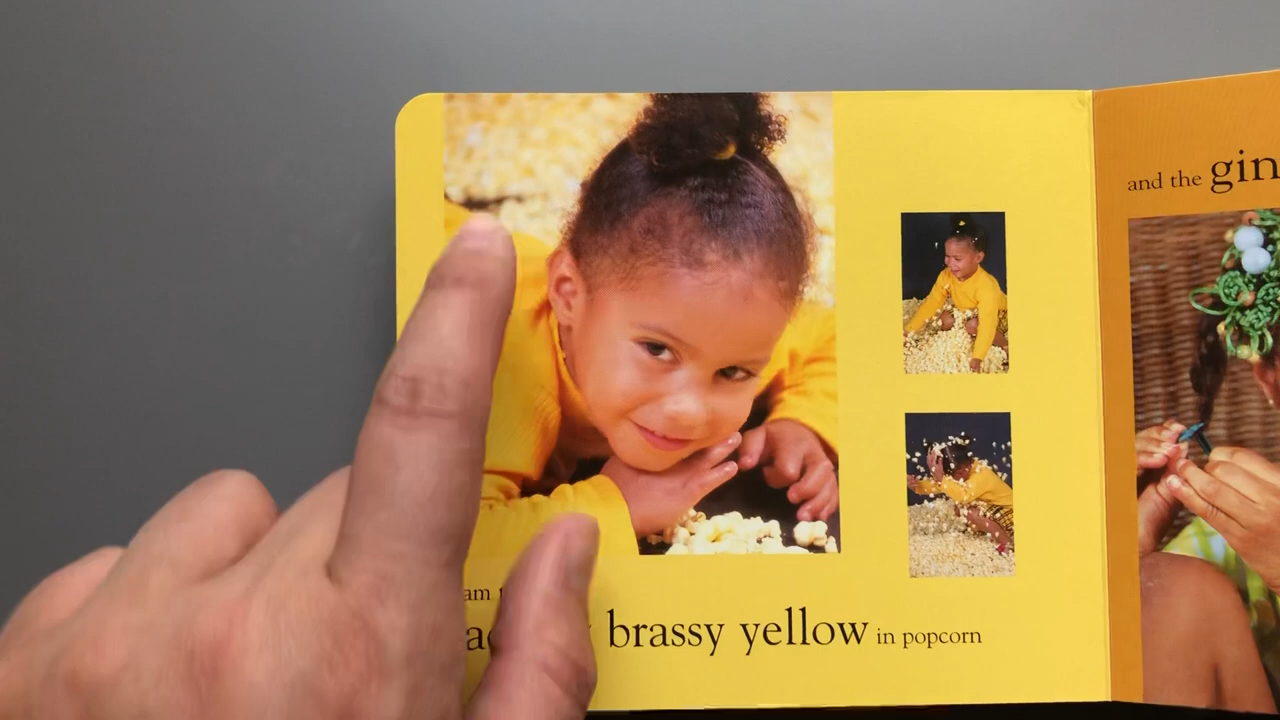 am
brassy yellow in popcorn
and the gin